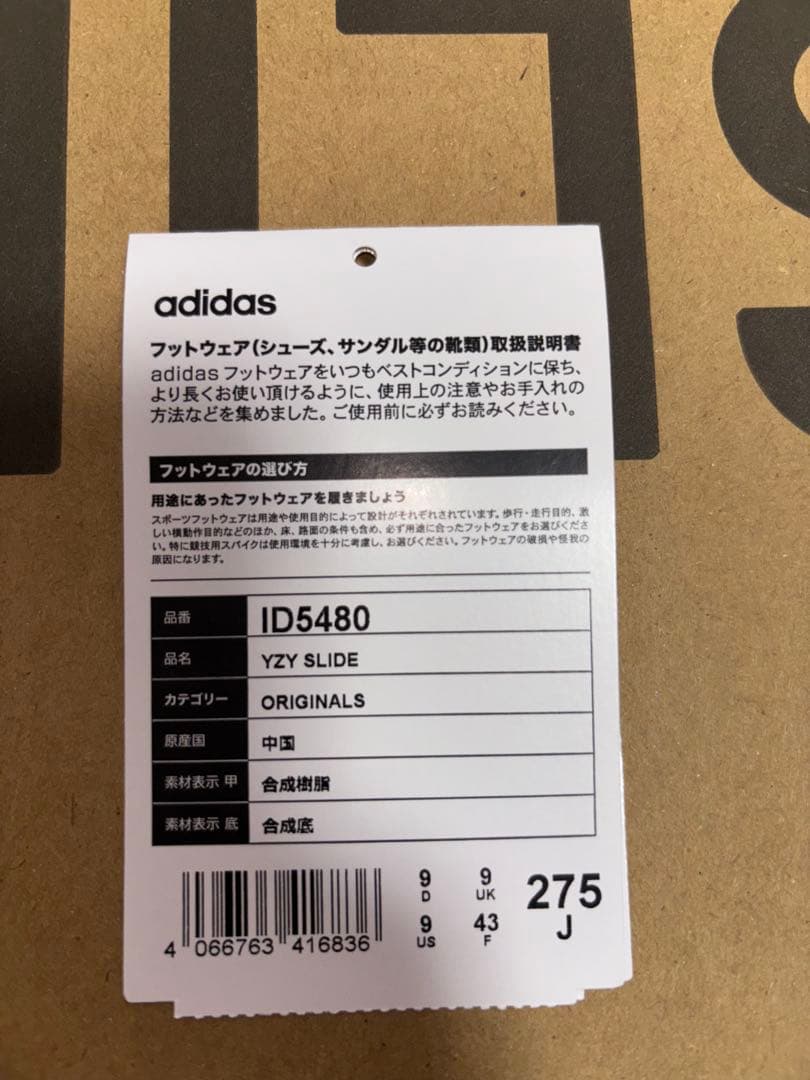 adidas
フットウェア(シューズ、サンダル等の靴類)取扱説明書
adidas フットウェアをいつもベストコンディションに保ち、
より長くお使い頂けるように、使用上の注意やお手入れの
方法などを集めました。ご使用前に必ずお読みください。
フットウェアの選び方
用途にあったフットウェアを履きましょう
スポーツフットウェアは用途や使用目的によって設計がそれぞれされています。歩行・走行目的、激
しい横動作目的などのほか、床、路面の条件も含め、必ず用途に合ったフットウェアをお選びくださ
い。特に競技用スパイクは使用環境を十分に考慮し、お選びください。フットウェアの破損や怪我の
原因になります。
品番 ID5480
品名 YZY SLIDE
カテゴリー ORIGINALS
原産国 中国
素材表示 甲 合成樹脂
素材表示 底 合成底
9 D 9 UK 275 J
9 US 43 F
4 066763 416836